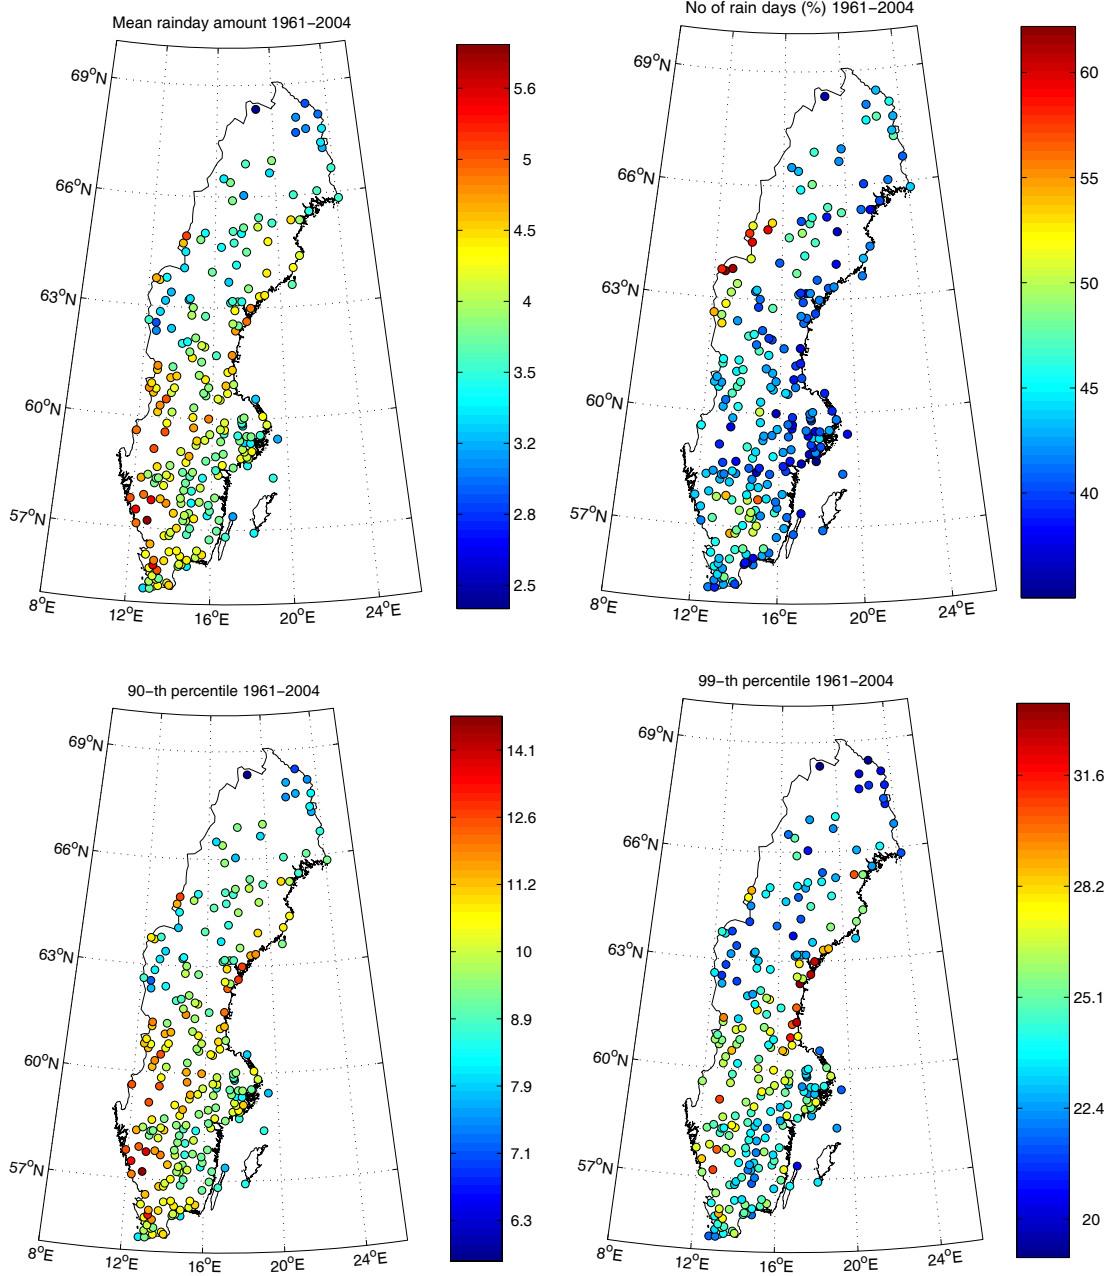 Mean rainday amount 1961−2004
69°N
66°N
63°N
60°N
57°N
8°E
12°E
16°E
20°E
24°E
5.6
5
4.5
4
3.5
3.2
2.8
2.5
No of rain days (%) 1961−2004
69°N
66°N
63°N
60°N
57°N
8°E
12°E
16°E
20°E
24°E
60
55
50
45
40
90−th percentile 1961−2004
69°N
66°N
63°N
60°N
57°N
8°E
12°E
16°E
20°E
24°E
14.1
12.6
11.2
10
8.9
7.9
7.1
6.3
99−th percentile 1961−2004
69°N
66°N
63°N
60°N
57°N
8°E
12°E
16°E
20°E
24°E
31.6
28.2
25.1
22.4
20